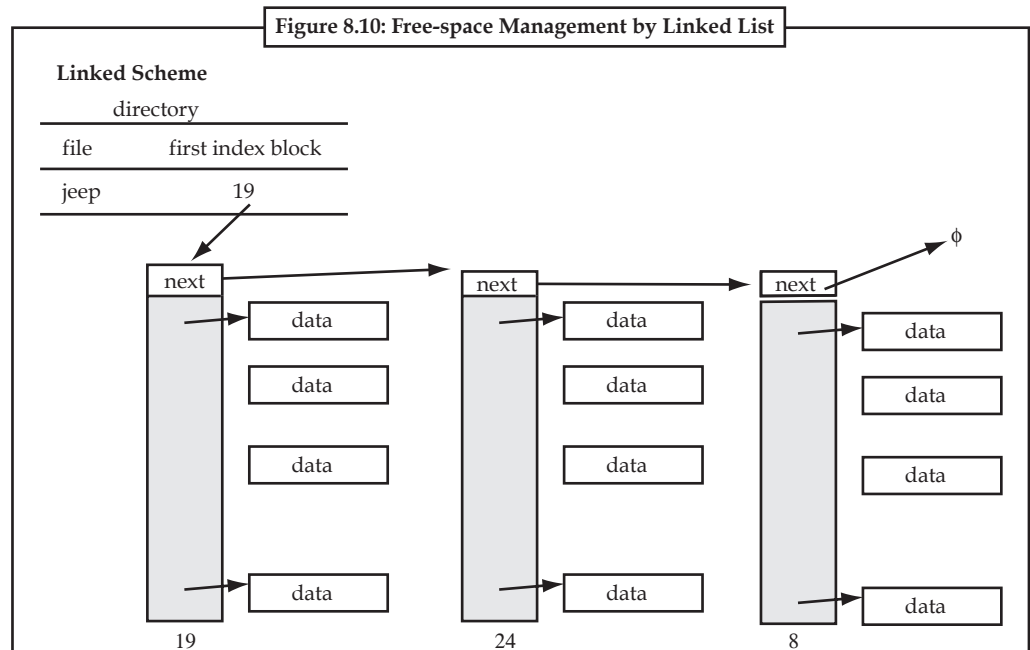 Figure 8.10: Free-space Management by Linked List
Linked Scheme
directory
file first index block
jeep 19
ϕ
next next next
data data data
data data data
data data data
data data data
19 24 8